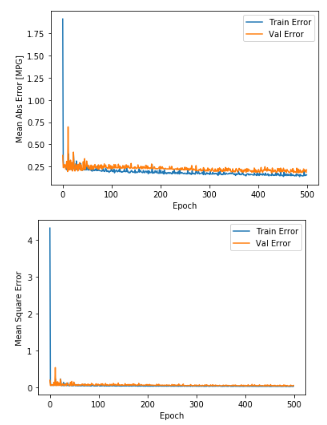 Train Error
Val Error
Mean Abs Error [MPG]
1.75
1.50
1.25
1.00
0.75
0.50
0.25
0 100 200 300 400 500
Epoch
Train Error
Val Error
Mean Square Error
4
3
2
1
0
0 100 200 300 400 500
Epoch